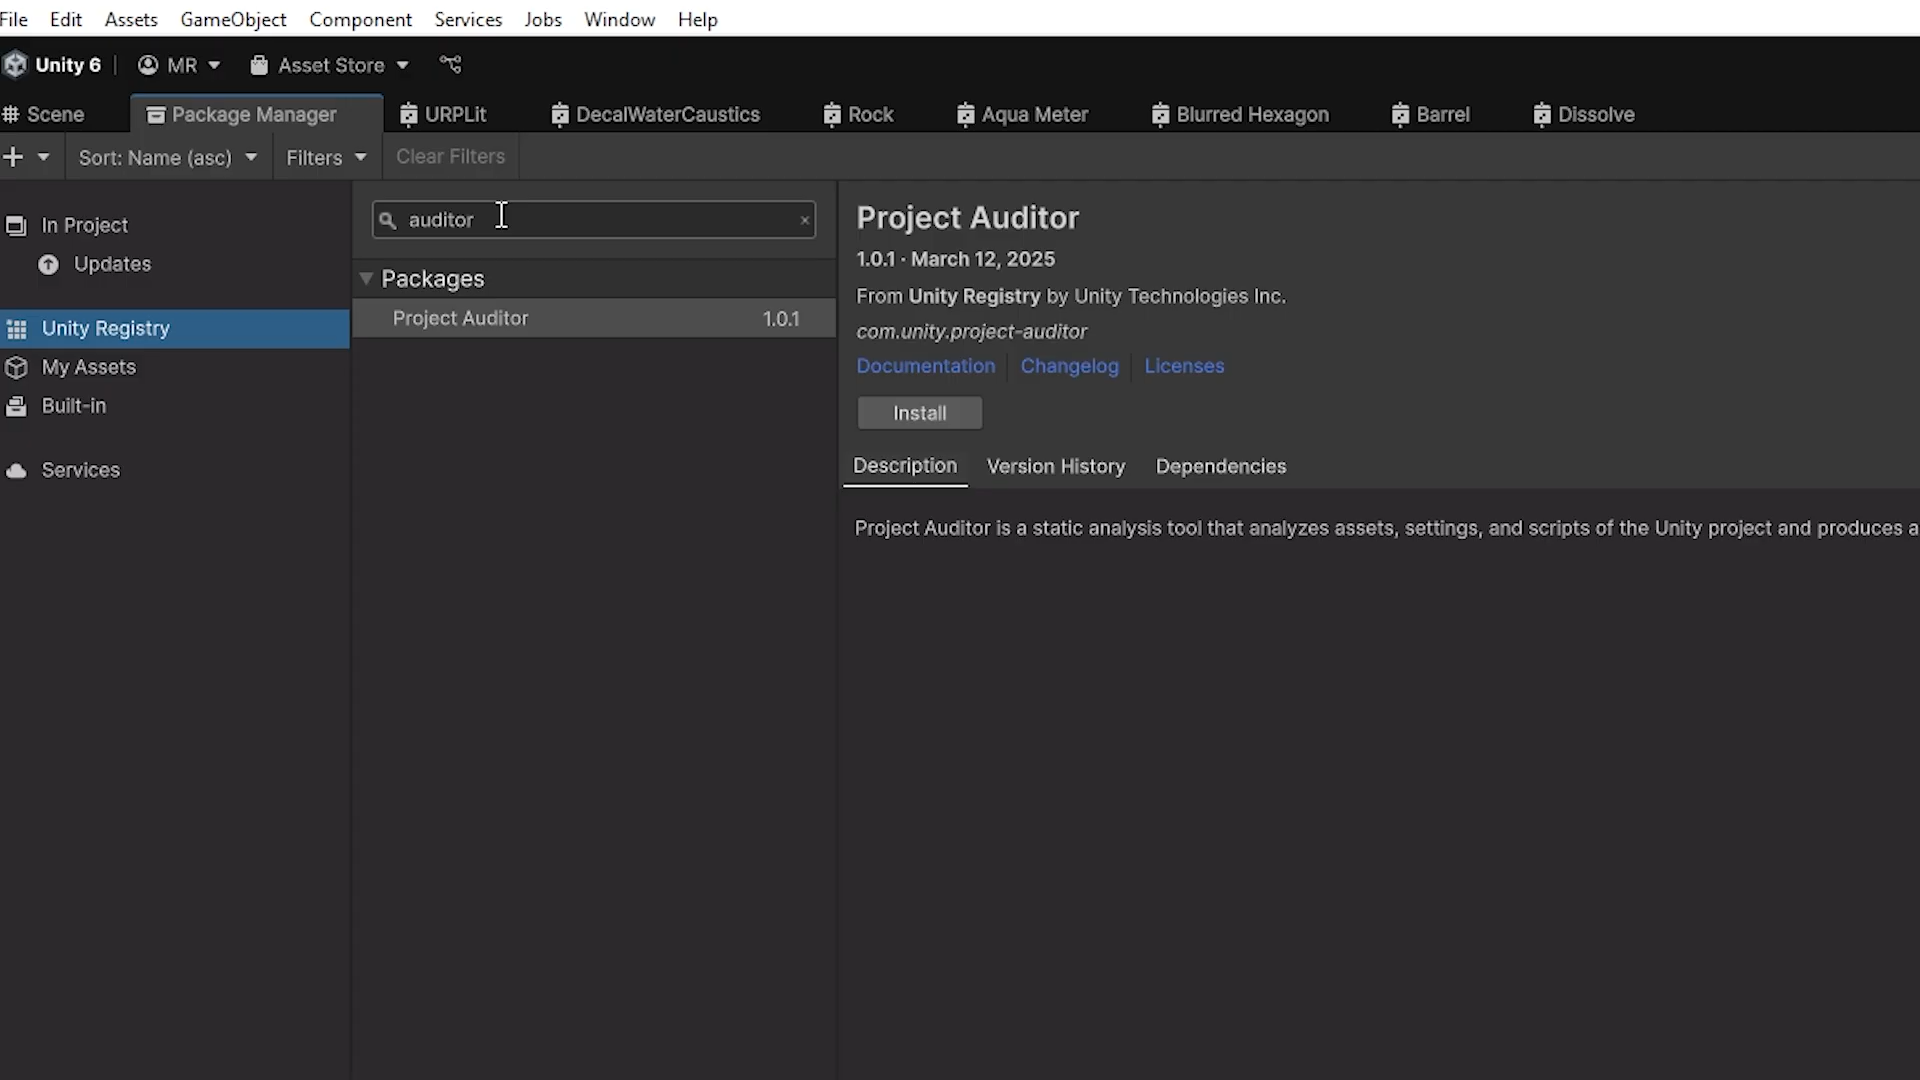 File Edit Assets GameObject Component Services Jobs Window Help
Unity 6 MR Asset Store
Scene Package Manager URPLit DecalWaterCaustics Rock Aqua Meter Blurred Hexagon Barrel Dissolve
Sort: Name (asc) Filters Clear Filters
In Project
Updates
Unity Registry
My Assets
Built-in
Services
auditor
Packages
Project Auditor 1.0.1
Project Auditor
1.0.1 · March 12, 2025
From Unity Registry by Unity Technologies Inc.
com.unity.project-auditor
Documentation Changelog Licenses
Install
Description Version History Dependencies
Project Auditor is a static analysis tool that analyzes assets, settings, and scripts of the Unity project and produces a